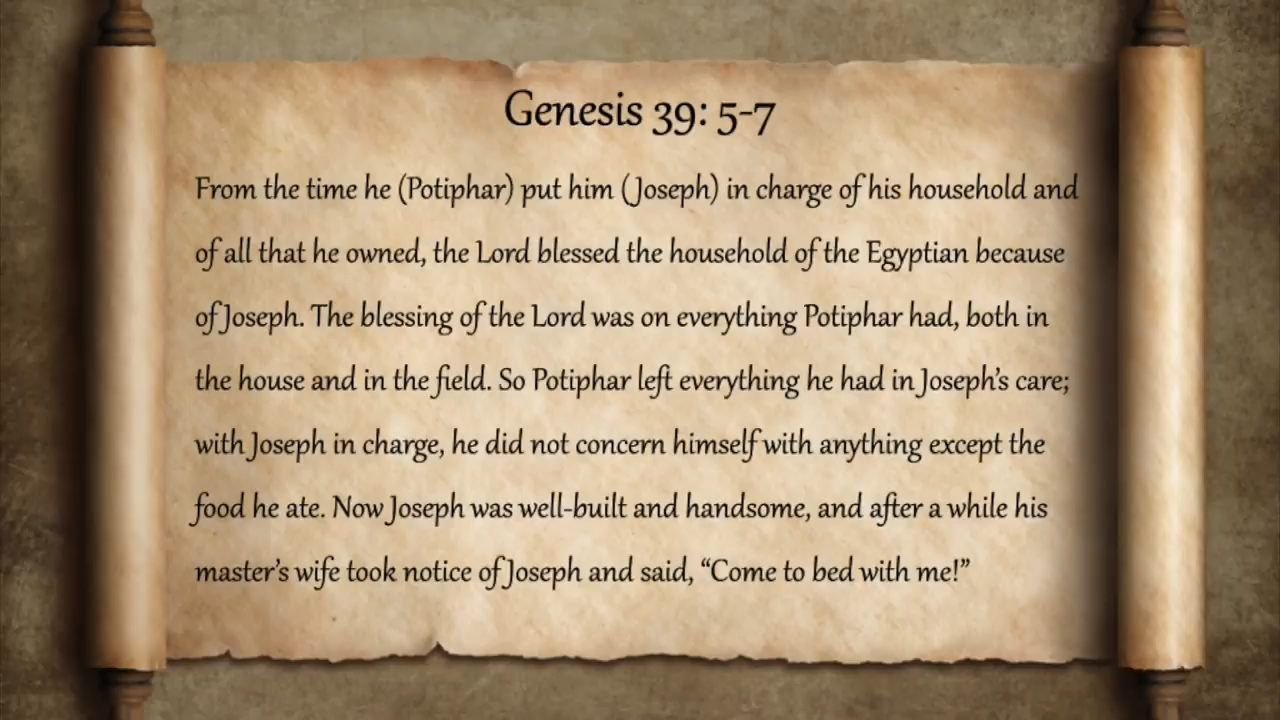 Genesis 39: 5-7
From the time he (Potiphar) put him (Joseph) in charge of his household and
of all that he owned, the Lord blessed the household of the Egyptian because
of Joseph. The blessing of the Lord was on everything Potiphar had, both in
the house and in the field. So Potiphar left everything he had in Joseph’s care;
with Joseph in charge, he did not concern himself with anything except the
food he ate. Now Joseph was well-built and handsome, and after a while his
master’s wife took notice of Joseph and said, “Come to bed with me!”